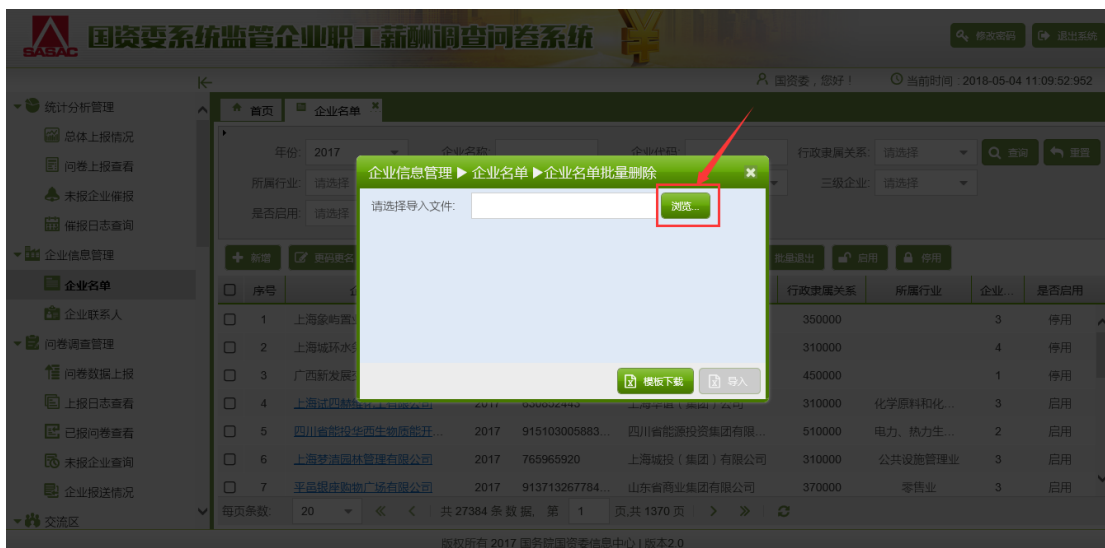 SASAC 国资委系统监管企业职工薪酬调查问卷系统 修改密码 退出系统
国资委，您好！ 当前时间：2018-05-04 11:09:52:952
统计分析管理
总体上报情况
问卷上报查看
未报企业催报
催报日志查询
企业信息管理
企业名单
企业联系人
问卷调查管理
问卷数据上报
上报日志查看
已报问卷查看
未报企业查询
企业报送情况
交流区
首页 企业名单
年份: 2017 企业名称: 企业代码: 行政隶属关系: 请选择 查询 重置
所属行业: 请选择 三级企业: 请选择
是否启用: 请选择
企业信息管理 ▶ 企业名单 ▶企业名单批量删除
请选择导入文件: 浏览...
模板下载 导入
新增 更码更名 批量退出 启用 停用
序号 行政隶属关系 所属行业 企业... 是否启用
1 上海象屿置业 350000 3 停用
2 上海城环水务 310000 4 停用
3 广西新发展 450000 1 停用
4 2017 630852443 310000 化学原料和化... 3 启用
5 四川省能投华西生物质能开... 2017 915103005883... 四川省能源投资集团有限... 510000 电力、热力生... 2 启用
6 上海梦清园林管理有限公司 2017 765965920 上海城投（集团）有限公司 310000 公共设施管理业 3 启用
7 平邑银座购物广场有限公司 2017 913713267784... 山东省商业集团有限公司 370000 零售业 3 启用
每页条数: 20 共 27384 条 数 据, 第 1 页,共 1370 页
版权所有 2017 国务院国资委信息中心 | 版本2.0